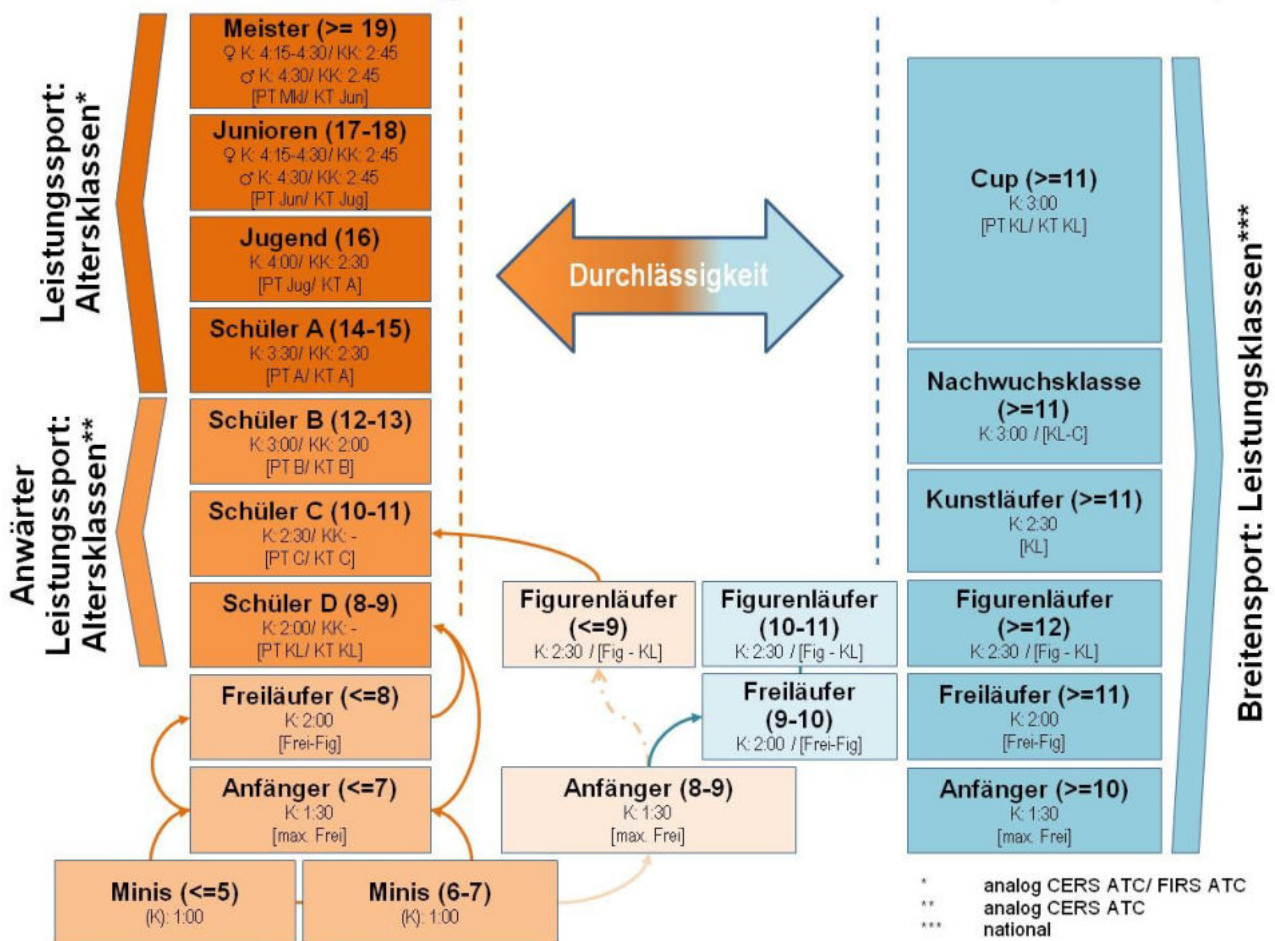 Leistungssport:
Altersklassen*
Anwärter
Leistungssport:
Altersklassen**
Meister (>= 19)
♀ K: 4:15-4:30/ KK: 2:45
♂ K: 4:30/ KK: 2:45
[PT Mkl/ KT Jun]
Junioren (17-18)
♀ K: 4:15-4:30/ KK: 2:45
♂ K: 4:30/ KK: 2:45
[PT Jun/ KT Jug]
Jugend (16)
K: 4:00/ KK: 2:30
[PT Jug/ KT A]
Schüler A (14-15)
K: 3:30/ KK: 2:30
[PT A/ KT A]
Schüler B (12-13)
K: 3:00/ KK: 2:00
[PT B/ KT B]
Schüler C (10-11)
K: 2:30/ KK: -
[PT C/ KT C]
Schüler D (8-9)
K: 2:00/ KK: -
[PT KL/ KT KL]
Freiläufer (<=8)
K: 2:00
[Frei-Fig]
Anfänger (<=7)
K: 1:30
[max. Frei]
Minis (<=5)
(K): 1:00
Minis (6-7)
(K): 1:00
Durchlässigkeit
Figurenläufer
(<=9)
K: 2:30 / [Fig - KL]
Figurenläufer
(10-11)
K: 2:30 / [Fig - KL]
Freiläufer
(9-10)
K: 2:00 / [Frei-Fig]
Anfänger (8-9)
K: 1:30
[max. Frei]
Cup (>=11)
K: 3:00
[PT KL/ KT KL]
Nachwuchsklasse
(>=11)
K: 3:00 / [KL-C]
Kunstläufer (>=11)
K: 2:30
[KL]
Figurenläufer
(>=12)
K: 2:30 / [Fig - KL]
Freiläufer (>=11)
K: 2:00
[Frei-Fig]
Anfänger (>=10)
K: 1:30
[max. Frei]
Breitensport: Leistungsklassen***
* analog CERS ATC/ FIRS ATC
** analog CERS ATC
*** national